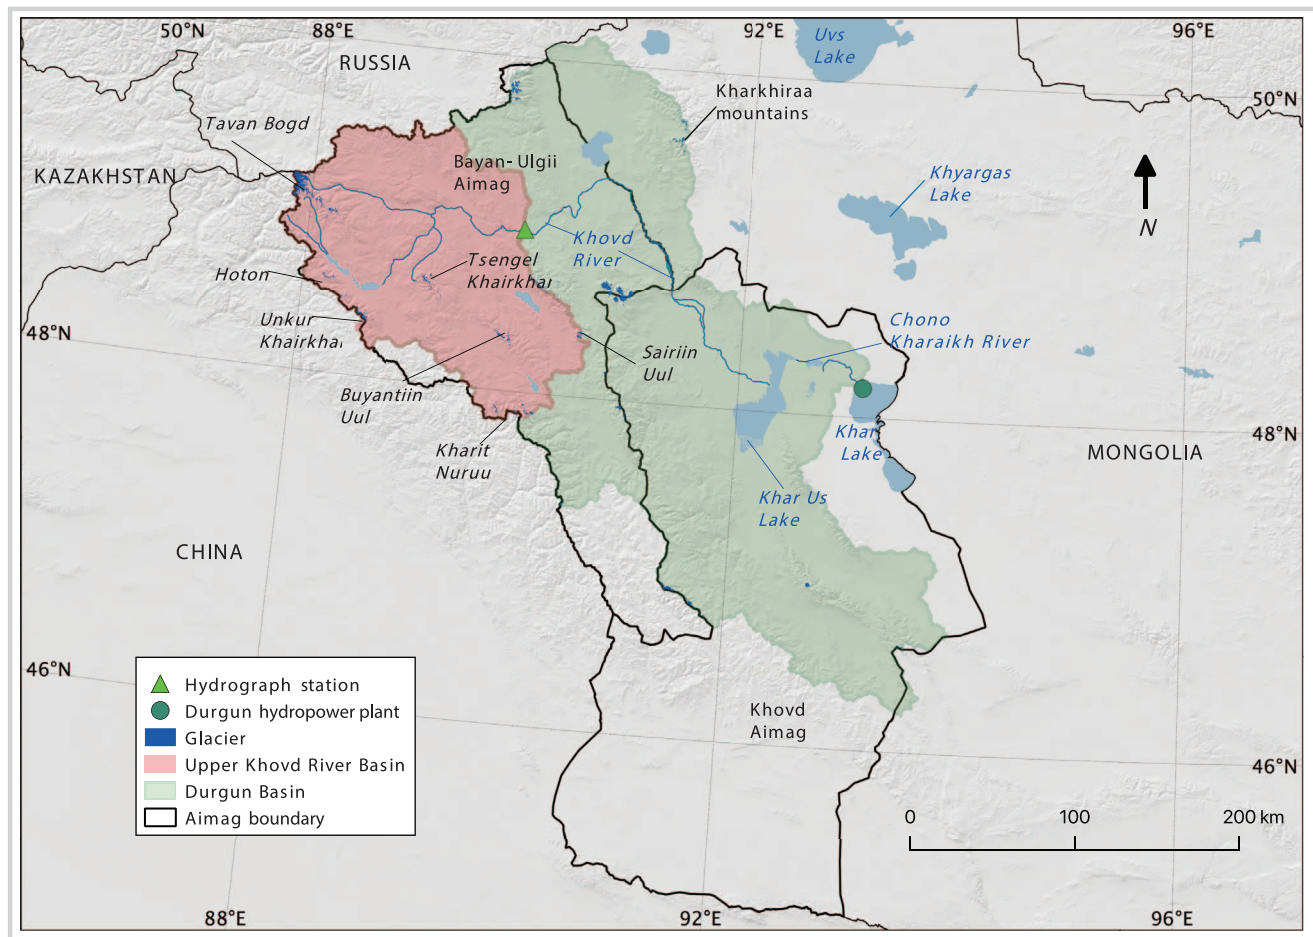 50°N
88°E
92°E
96°E
Uvs
Lake
RUSSIA
Kharkhiraa
mountains
50°N
Tavan Bogd
Bayan-Ulgii
Aimag
KAZAKHSTAN
Khyargas
Lake
N
Khovd
River
Hoton
Tsengel
Khairkhar
Unkur
Khairkhai
48°N
Chono
Kharaikh River
Sairiin
Uul
Buyantiin
Uul
Khar
Lake
48°N
Kharit
Nuruu
MONGOLIA
Khar Us
Lake
CHINA
46°N
Khovd
Aimag
46°N
Hydrograph station
Durgun hydropower plant
Glacier
Upper Khovd River Basin
Durgun Basin
Aimag boundary
0
100
200 km
88°E
92°E
96°E